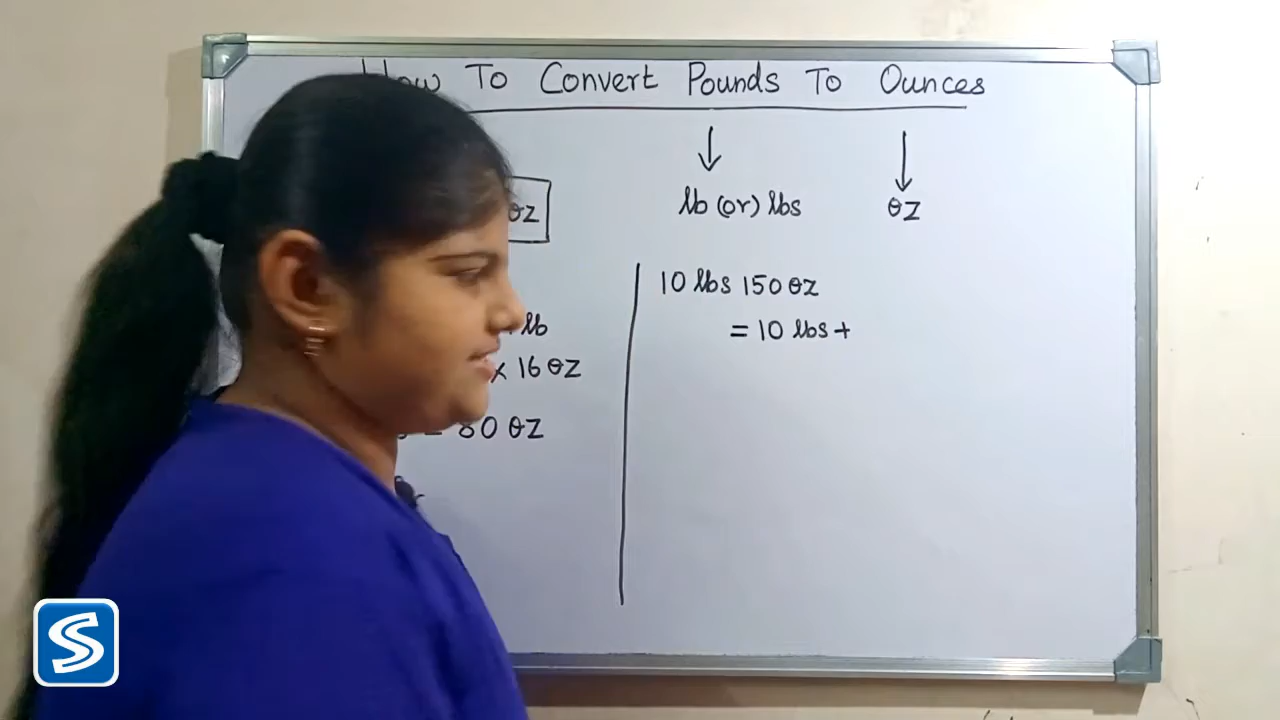 How To Convert Pounds To Ounces
lb (or) lbs
oz
oz
10 lbs 150 oz
= 10 lbs +
lb
x 16 oz
= 80 oz
S